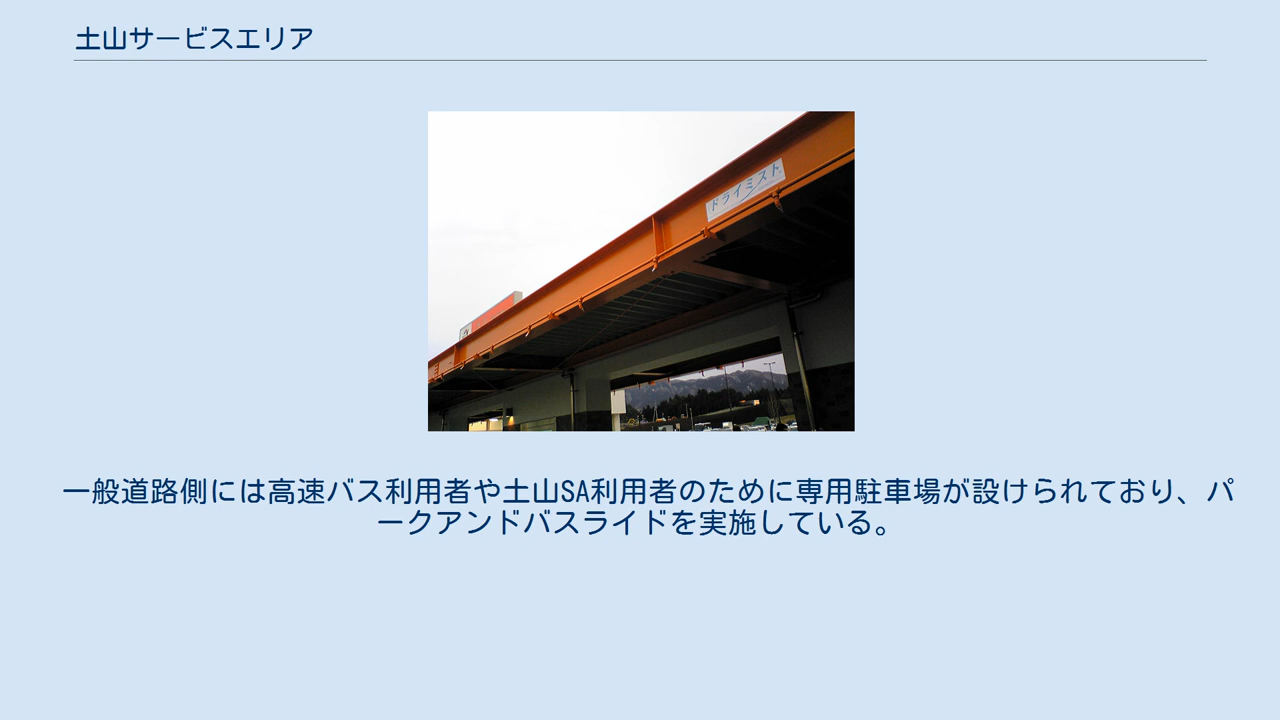 土山サービスエリア
ドライミスト
一般道路側には高速バス利用者や土山SA利用者のために専用駐車場が設けられており、パ
ークアンドバスライドを実施している。